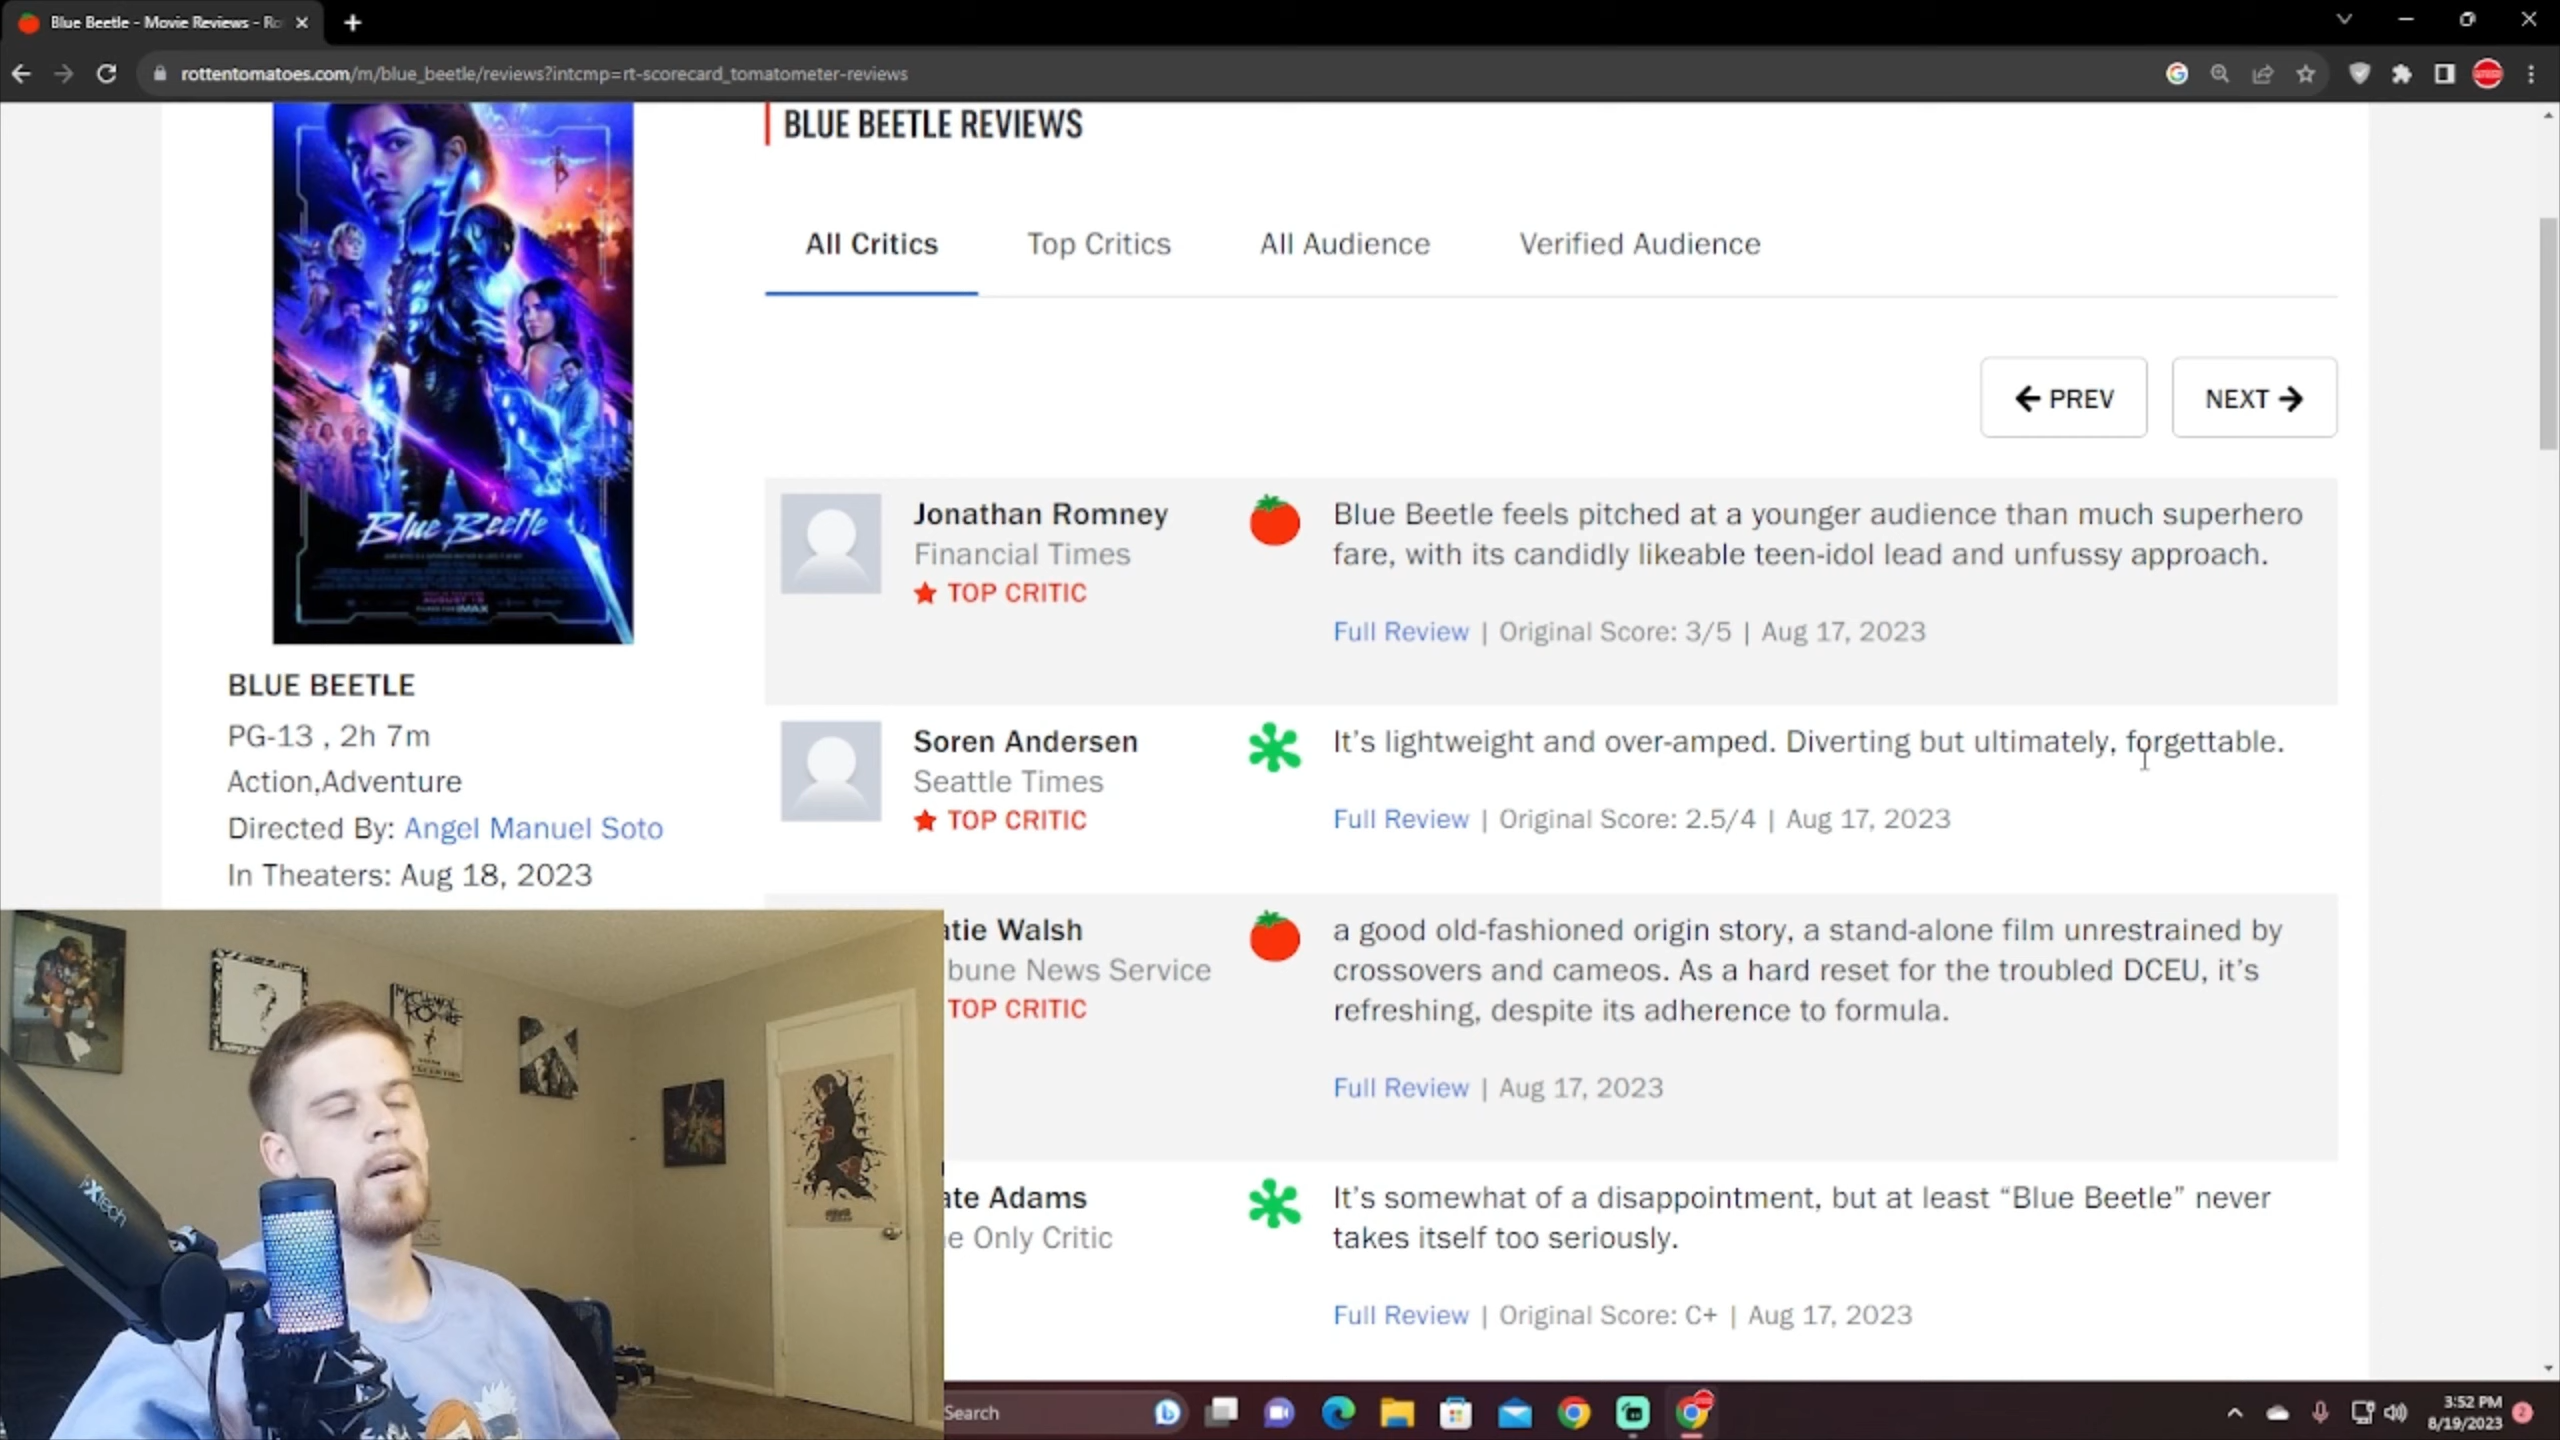 Blue Beetle - Movie Reviews - Ro
rottentomatoes.com/m/blue_beetle/reviews?intcmp=rt-scorecard_tomatometer-reviews
BLUE BEETLE REVIEWS
All Critics Top Critics All Audience Verified Audience
PREV NEXT
Blue Beetle
AUGUST 18
IMAX
BLUE BEETLE
PG-13 , 2h 7m
Action,Adventure
Directed By: Angel Manuel Soto
In Theaters: Aug 18, 2023
Jonathan Romney
Financial Times
TOP CRITIC
Blue Beetle feels pitched at a younger audience than much superhero
fare, with its candidly likeable teen-idol lead and unfussy approach.
Full Review | Original Score: 3/5 | Aug 17, 2023
Soren Andersen
Seattle Times
TOP CRITIC
It's lightweight and over-amped. Diverting but ultimately, forgettable.
Full Review | Original Score: 2.5/4 | Aug 17, 2023
atie Walsh
bune News Service
TOP CRITIC
a good old-fashioned origin story, a stand-alone film unrestrained by
crossovers and cameos. As a hard reset for the troubled DCEU, it's
refreshing, despite its adherence to formula.
Full Review | Aug 17, 2023
ate Adams
e Only Critic
It's somewhat of a disappointment, but at least “Blue Beetle” never
takes itself too seriously.
Full Review | Original Score: C+ | Aug 17, 2023
?
Search
3:52 PM
8/19/2023
2